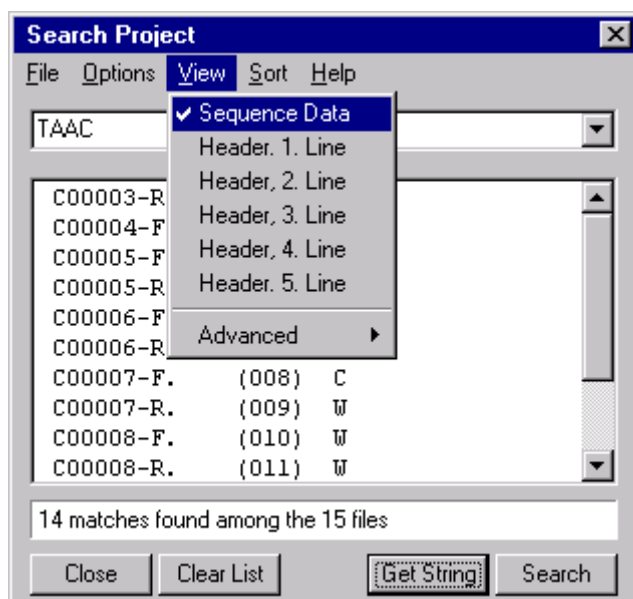 Search Project
File Options View Sort Help
TAAC
Sequence Data
Header. 1. Line
Header, 2. Line
Header, 3. Line
Header, 4. Line
Header. 5. Line
Advanced
C00003-R
C00004-F
C00005-F
C00005-R
C00006-F
C00006-R
C00007-F. (008) C
C00007-R. (009) W
C00008-F. (010) W
C00008-R. (011) W
14 matches found among the 15 files
Close Clear List Get String Search